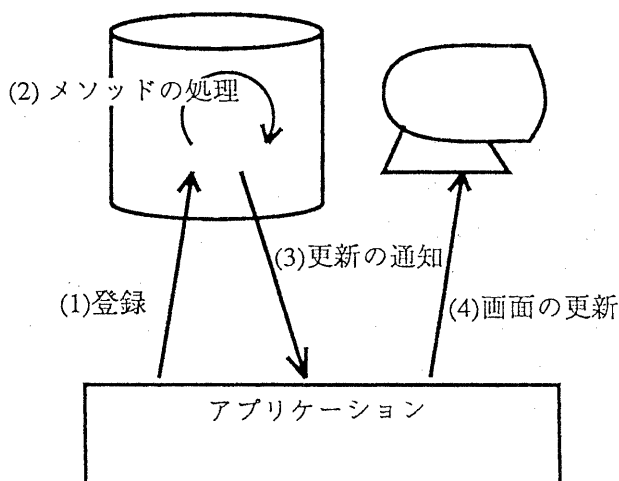 (2) メソッドの処理
(3)更新の通知
(1)登録
(4)画面の更新
アプリケーション